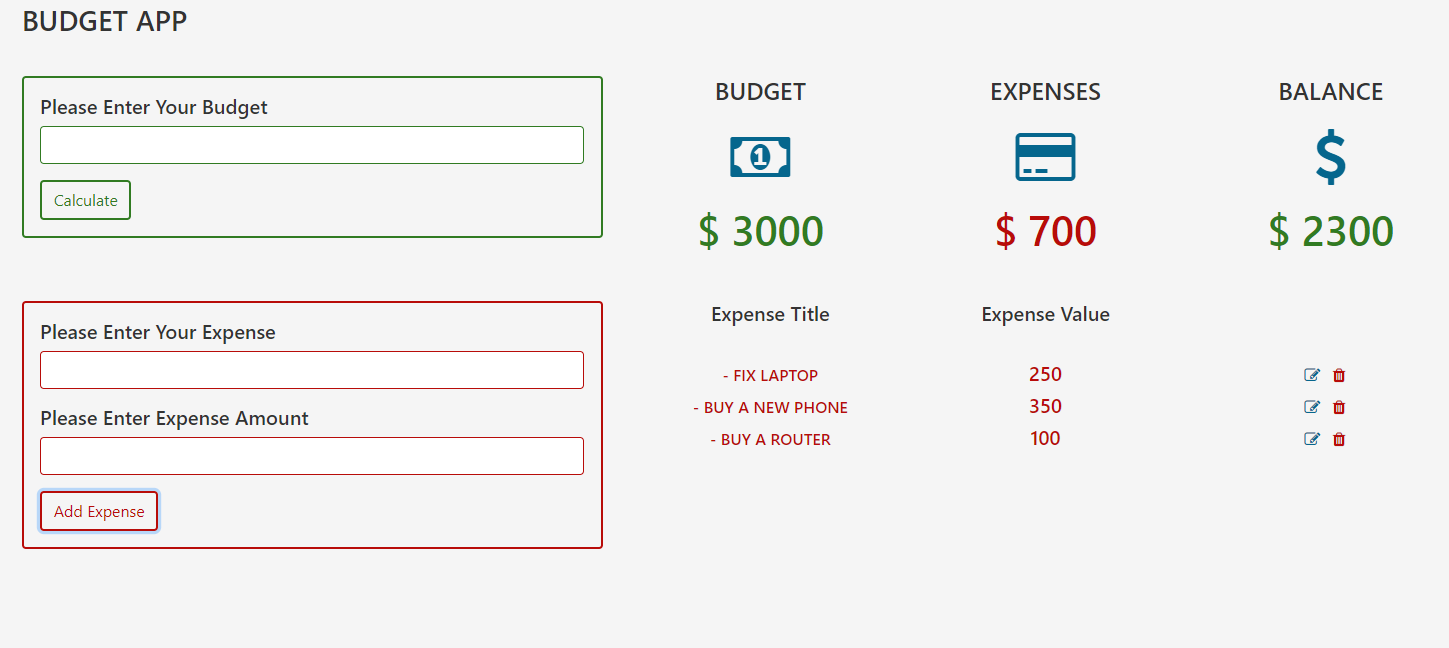 BUDGET APP
Please Enter Your Budget
Calculate
BUDGET EXPENSES BALANCE
1
$
$ 3000 $ 700 $ 2300
Please Enter Your Expense
Please Enter Expense Amount
Add Expense
Expense Title Expense Value
- FIX LAPTOP 250
- BUY A NEW PHONE 350
- BUY A ROUTER 100